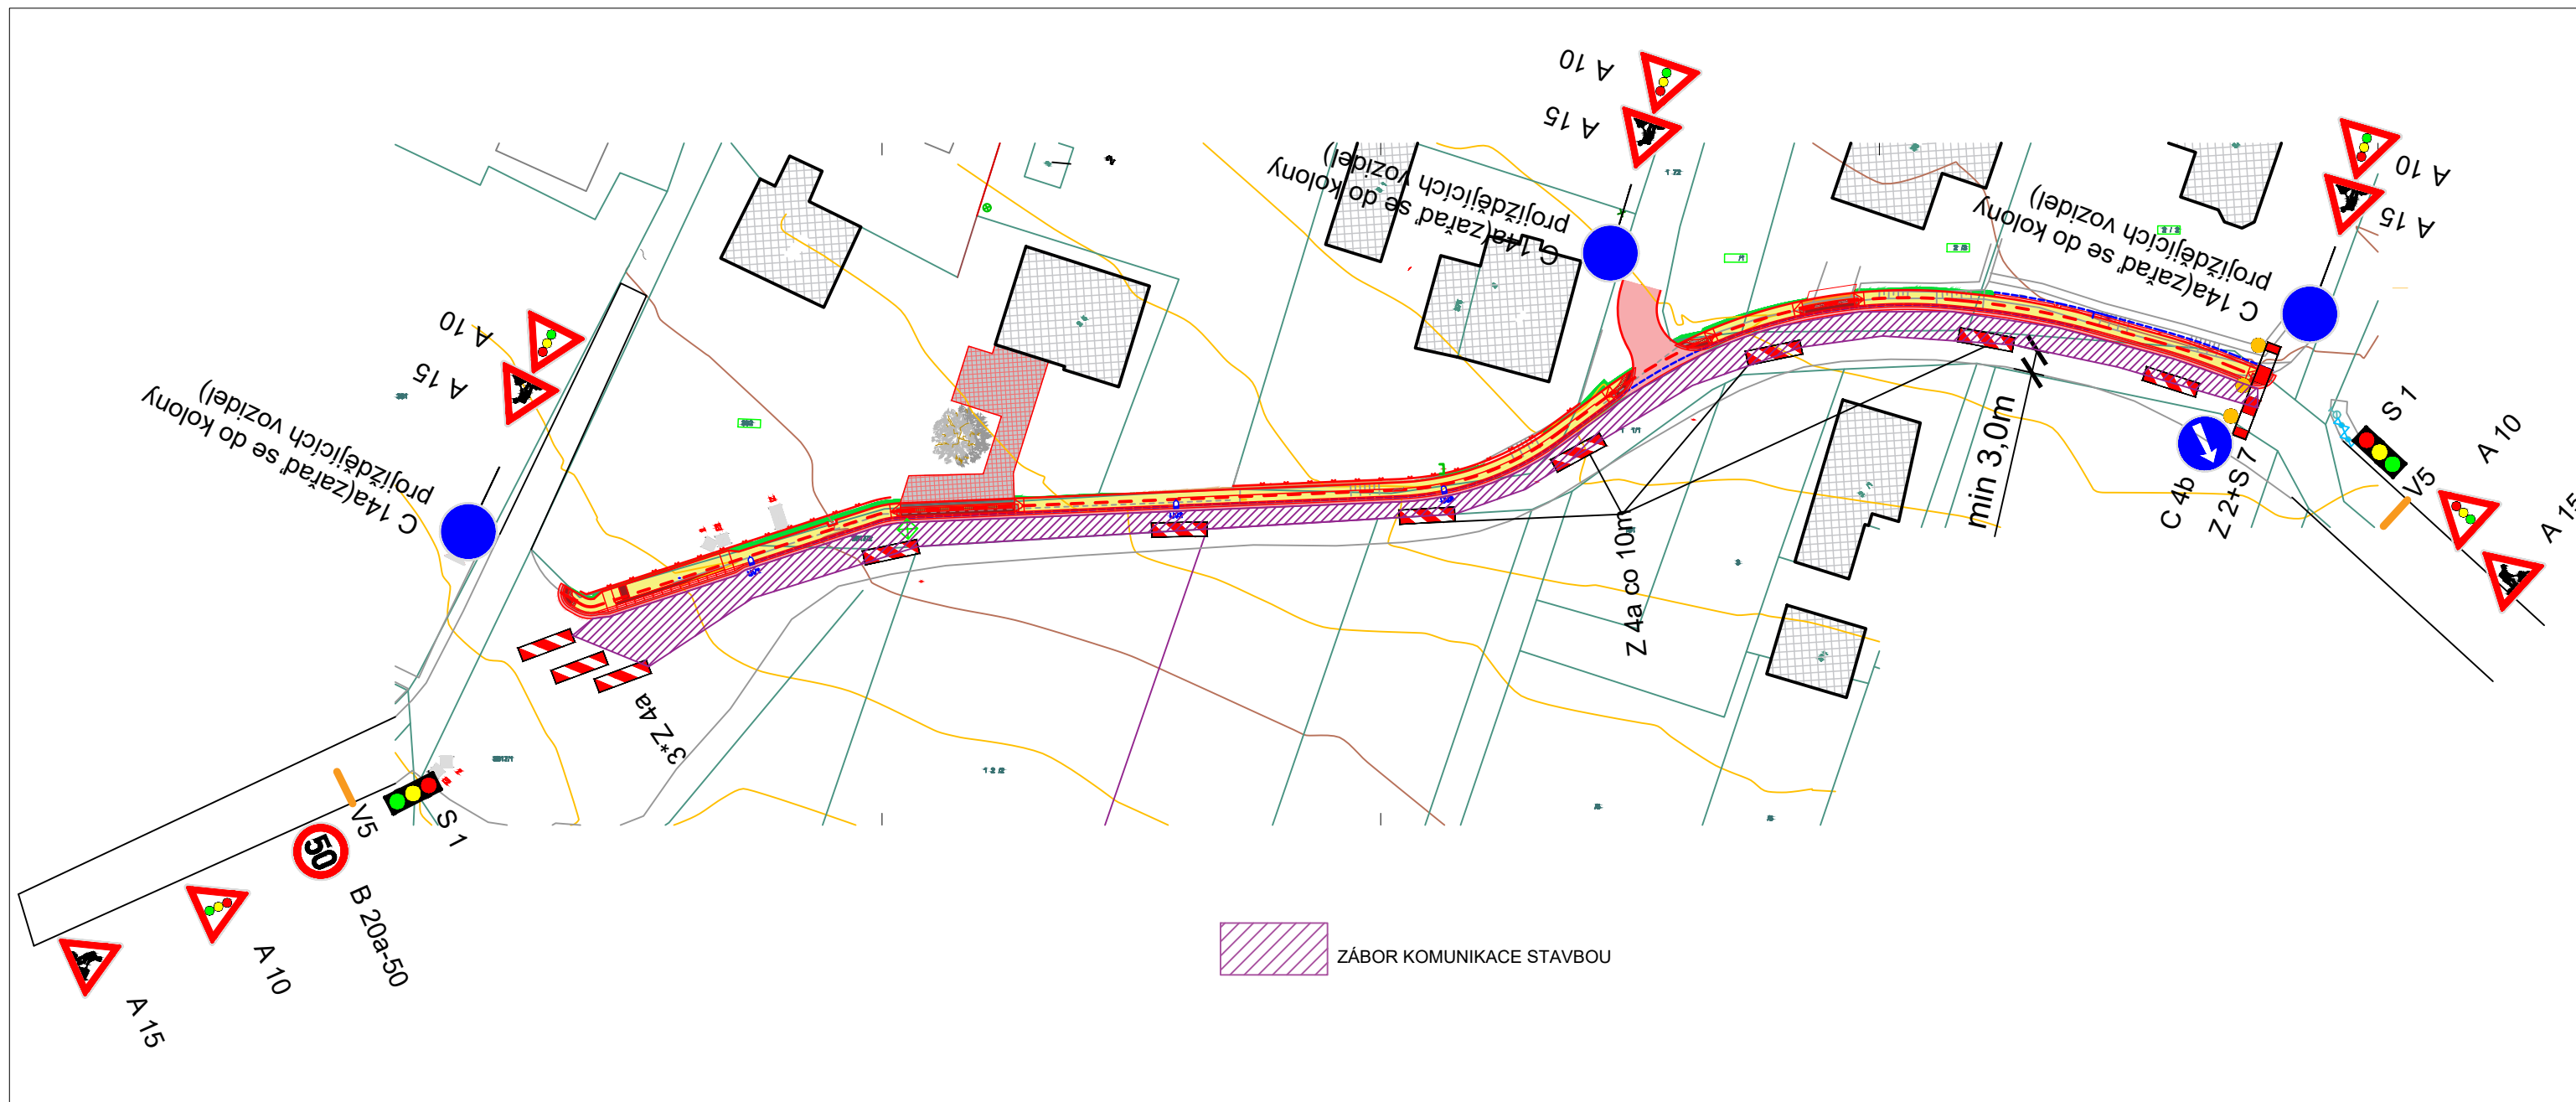 A 10
A 15
C 14a(zařaď se do kolony
projíždějících vozidel)
A 10
A 15
C 14a(zařaď se do kolony
projíždějících vozidel)
A 10
A 15
C 14a(zařaď se do kolony
projíždějících vozidel)
S 1
V5
A 10
A 15
C 4b
Z 2+S 7
min 3,0m
Z 4a co 10m
3*Z 4a
S 1
V5
50
B 20a-50
A 10
A 15
ZÁBOR KOMUNIKACE STAVBOU